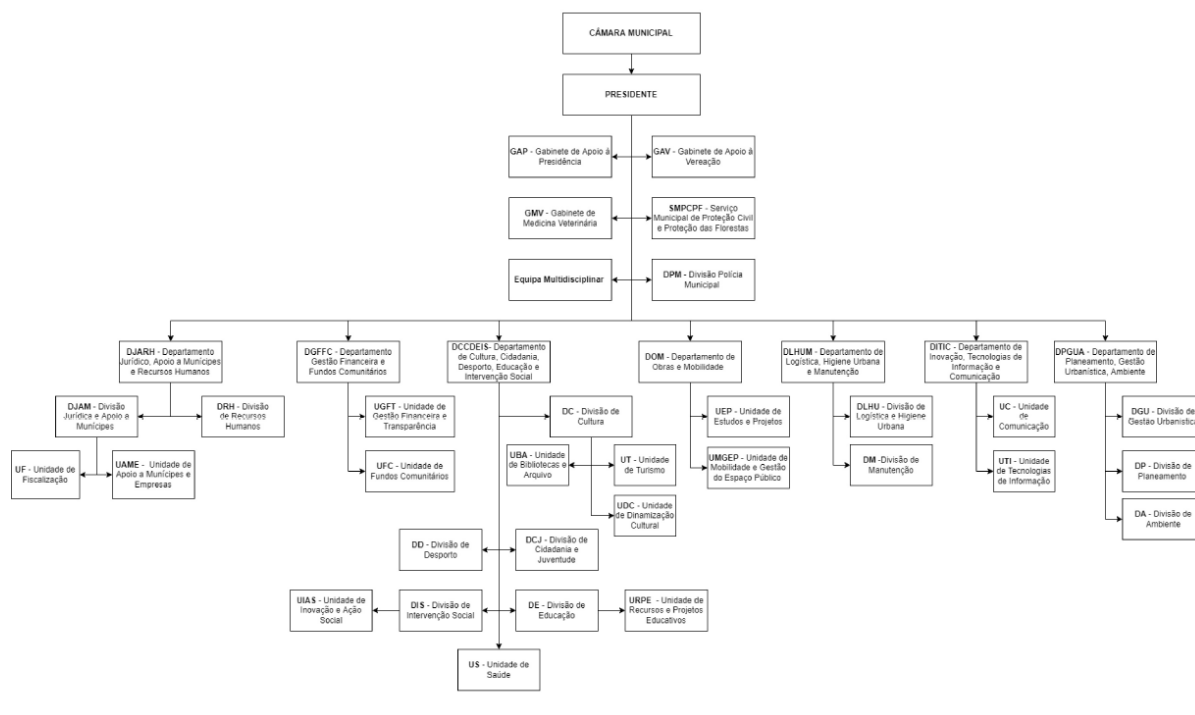 CÂMARA MUNICIPAL
PRESIDENTE
GAP - Gabinete de Apoio á
Presidência
GAV - Gabinete de Apoio à
Vereação
GMV - Gabinete de
Medicina Veterinária
SMPCPF - Serviço
Municipal de Proteção Civil
e Proteção das Florestas
Equipa Multidisciplinar
DPM - Divisão Polícia
Municipal
DJARH - Departamento
Jurídico, Apoio a Munícipes
e Recursos Humanos
DGFFC - Departamento
Gestão Financeira e
Fundos Comunitários
DCCDEIS- Departamento
de Cultura, Cidadania,
Desporto, Educação e
Intervenção Social
DOM - Departamento de
Obras e Mobilidade
DLHUM - Departamento de
Logística, Higiene Urbana
e Manutenção
DITIC - Departamento de
Inovação, Tecnologias de
Informação e
Comunicação
DPGUA - Departamento de
Planeamento, Gestão
Urbanística, Ambiente
DJAM - Divisão
Jurídica e Apoio a
Munícipes
DRH - Divisão
de Recursos
Humanos
UGFT - Unidade de
Gestão Financeira e
Transparência
DC - Divisão de
Cultura
UEP - Unidade de
Estudos e Projetos
DLHU - Divisão de
Logística e Higiene
Urbana
UC - Unidade
de
Comunicação
DGU - Divisão de
Gestão Urbanistica
UF - Unidade de
Fiscalização
UAME - Unidade de
Apoio a Munícipes e
Empresas
UFC - Unidade de
Fundos Comunitários
UBA - Unidade
de Bibliotecas e
Arquivo
UT - Unidade
de Turismo
UMGEP - Unidade de
Mobilidade e Gestão
do Espaço Público
DM -Divisão de
Manutenção
UTI - Unidade
de Tecnologias
de Informação
DP - Divisão de
Planeamento
UDC - Unidade
de Dinamização
Cultural
DA - Divisão de
Ambiente
DD - Divisão de
Desporto
DCJ - Divisão de
Cidadania e
Juventude
UIAS - Unidade de
Inovação e Ação
Social
DIS - Divisão de
Intervenção Social
DE - Divisão de
Educação
URPE - Unidade de
Recursos e Projetos
Educativos
US - Unidade de
Saúde